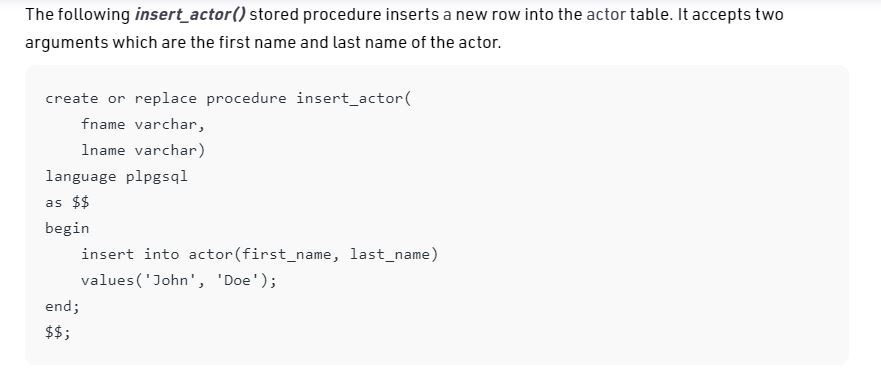 The following insert_actor() stored procedure inserts a new row into the actor table. It accepts two
arguments which are the first name and last name of the actor.
create or replace procedure insert_actor(
    fname varchar,
    lname varchar)
language plpgsql
as $$
begin
    insert into actor(first_name, last_name)
    values('John', 'Doe');
end;
$$;